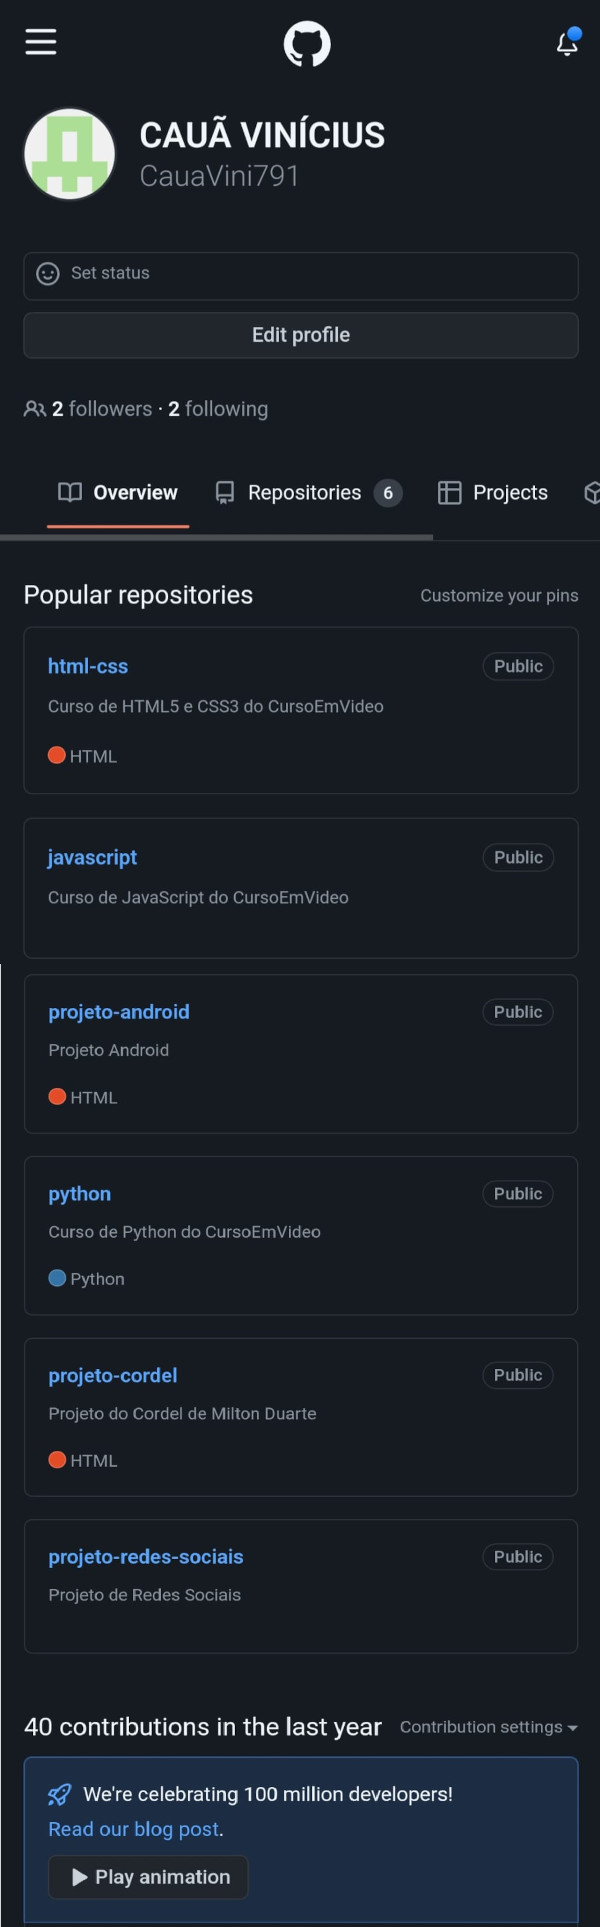 CAUÃ VINÍCIUS
CauaVini791
Set status
Edit profile
2 followers · 2 following
Overview Repositories 6 Projects
Popular repositories Customize your pins
html-css Public
Curso de HTML5 e CSS3 do CursoEmVideo
HTML
javascript Public
Curso de JavaScript do CursoEmVideo
projeto-android Public
Projeto Android
HTML
python Public
Curso de Python do CursoEmVideo
Python
projeto-cordel Public
Projeto do Cordel de Milton Duarte
HTML
projeto-redes-sociais Public
Projeto de Redes Sociais
40 contributions in the last year Contribution settings
We're celebrating 100 million developers!
Read our blog post.
Play animation